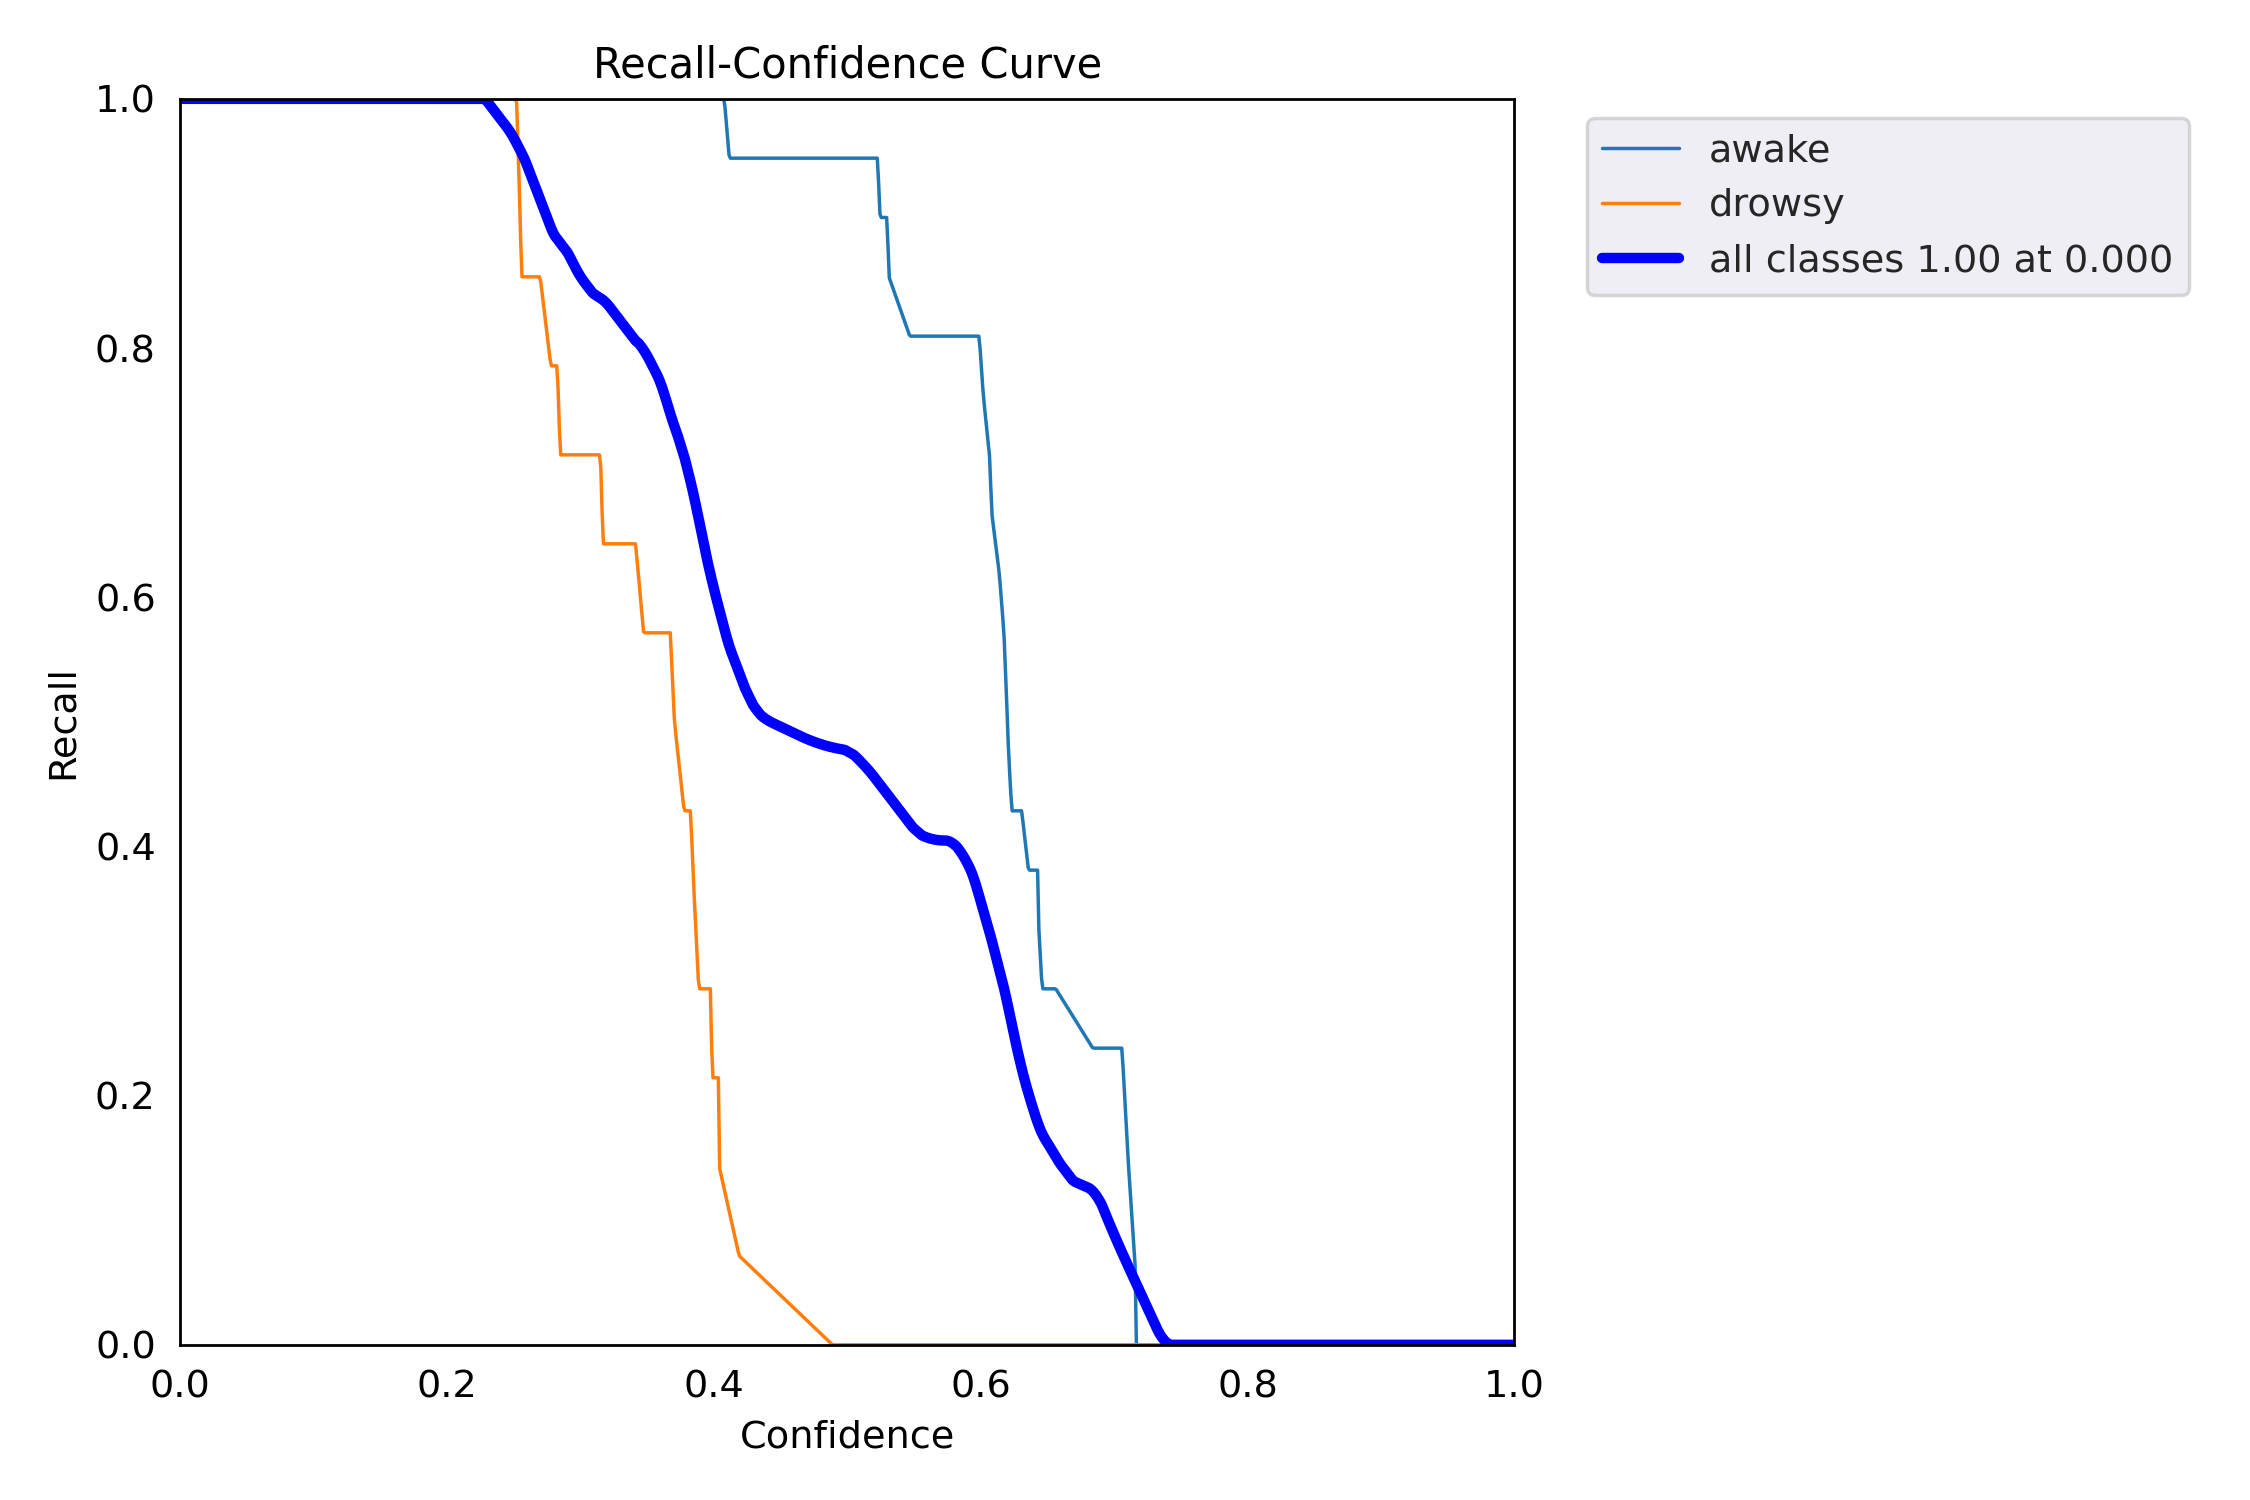 Recall-Confidence Curve
1.0
0.8
0.6
0.4
0.2
0.0
Recall
0.0 0.2 0.4 0.6 0.8 1.0
Confidence
awake
drowsy
all classes 1.00 at 0.000